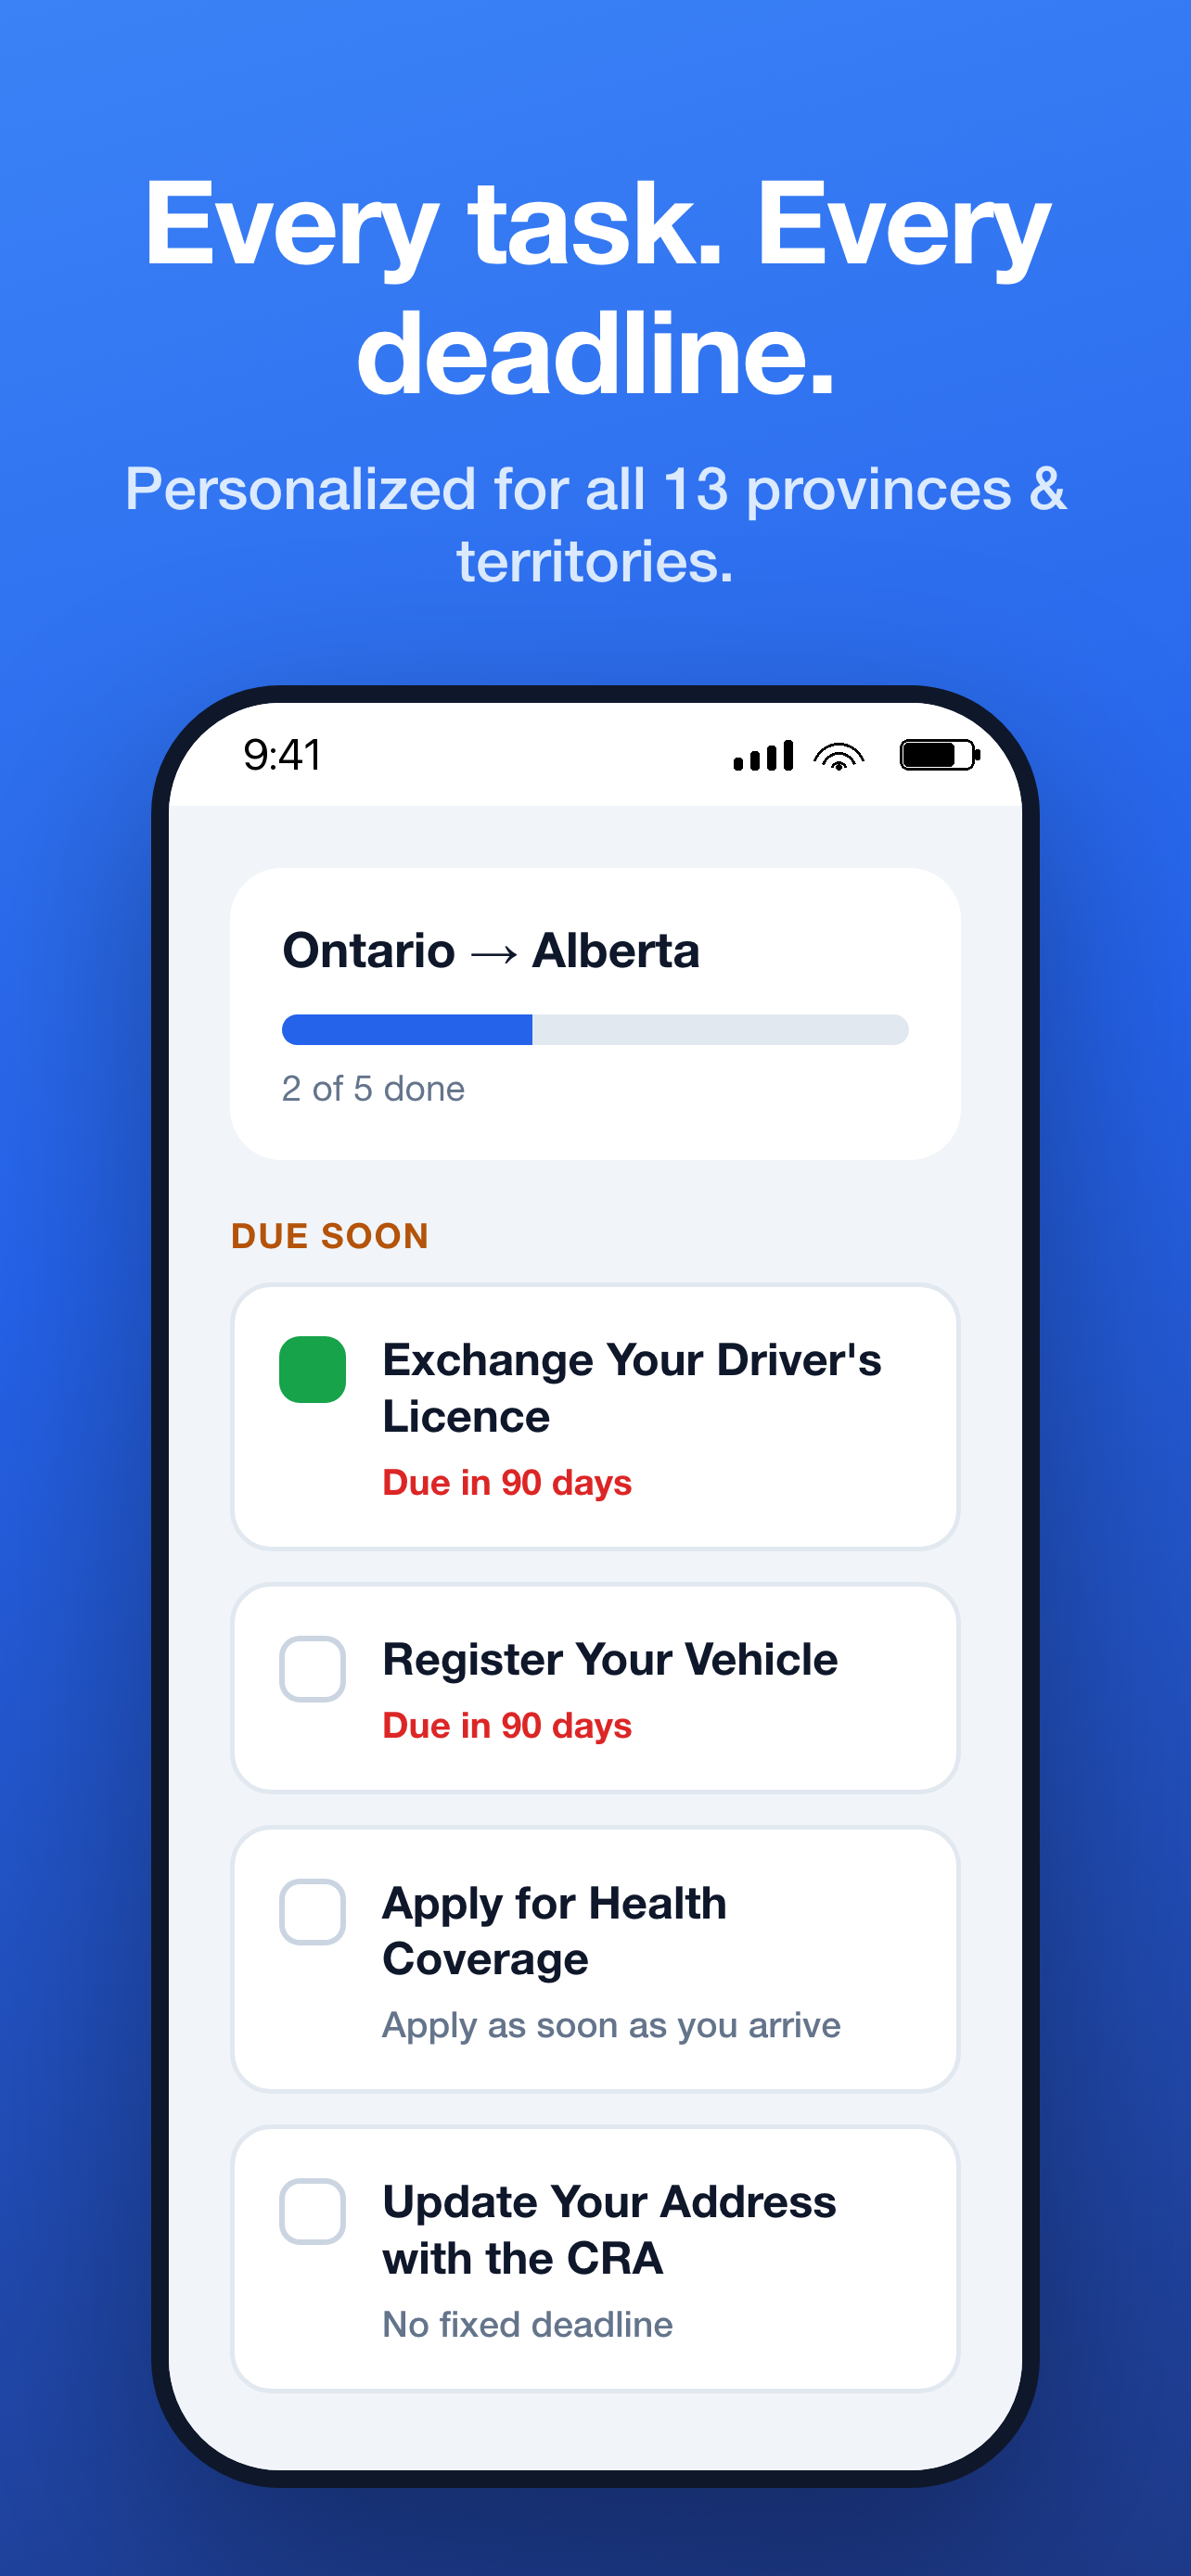 Every task. Every
deadline.
Personalized for all 13 provinces &
territories.
9:41
Ontario → Alberta
2 of 5 done
DUE SOON
Exchange Your Driver's
Licence
Due in 90 days
Register Your Vehicle
Due in 90 days
Apply for Health
Coverage
Apply as soon as you arrive
Update Your Address
with the CRA
No fixed deadline